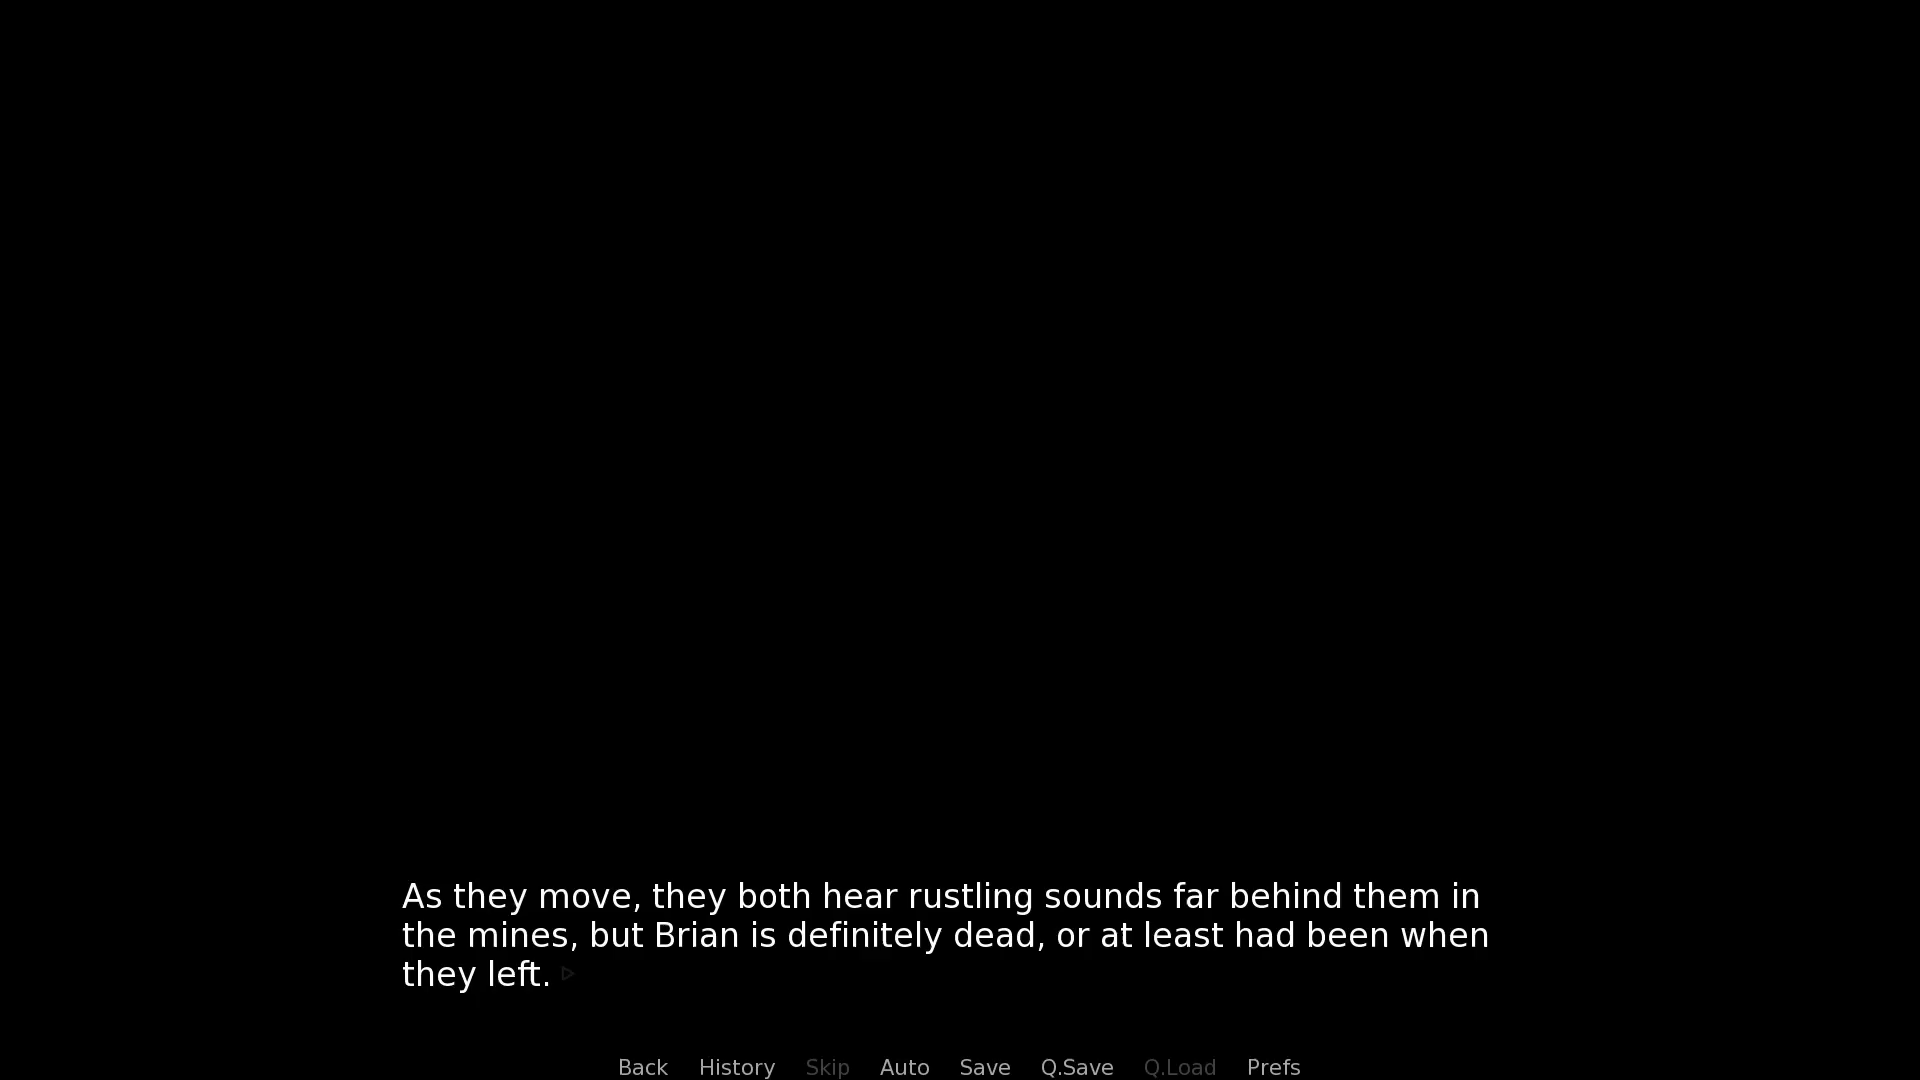 As they move, they both hear rustling sounds far behind them in
the mines, but Brian is definitely dead, or at least had been when
they left.
Back History Skip Auto Save Q.Save Q.Load Prefs